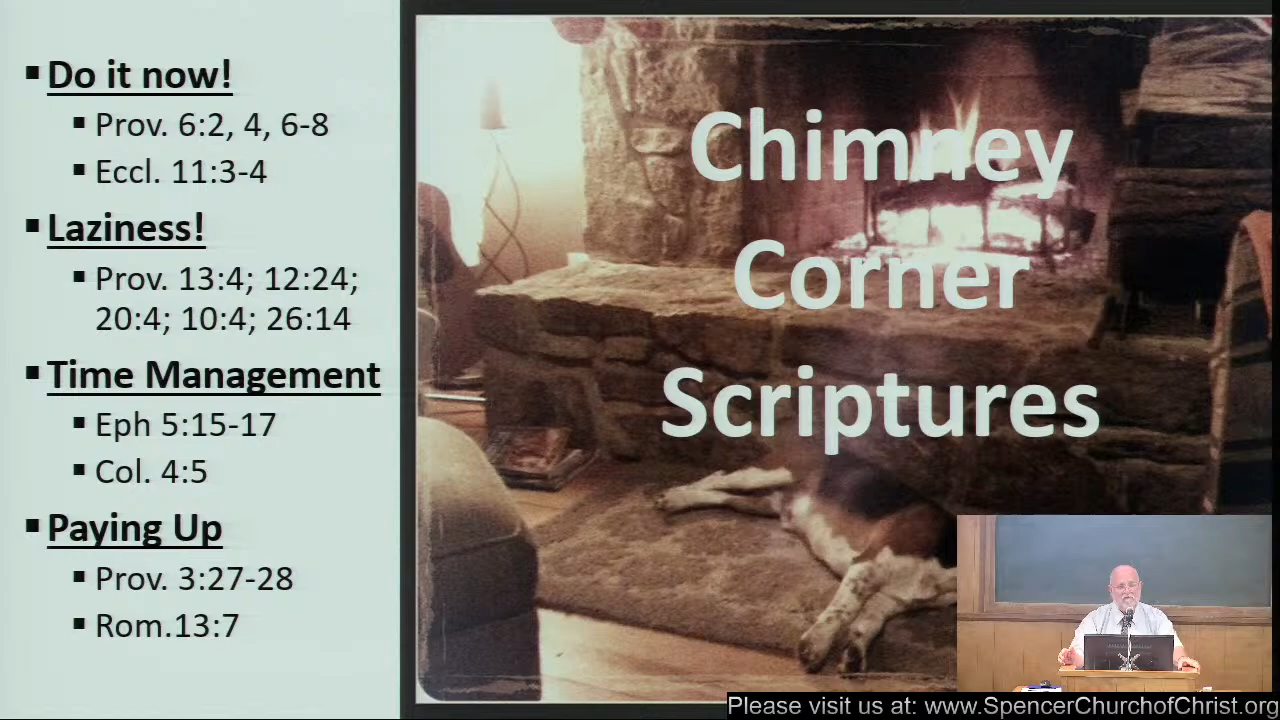 ▪ Do it now!
▪ Prov. 6:2, 4, 6-8
▪ Eccl. 11:3-4
▪ Laziness!
▪ Prov. 13:4; 12:24;
20:4; 10:4; 26:14
▪ Time Management
▪ Eph 5:15-17
▪ Col. 4:5
▪ Paying Up
▪ Prov. 3:27-28
▪ Rom.13:7
Chimney
Corner
Scriptures
Please visit us at: www.SpencerChurchofChrist.org